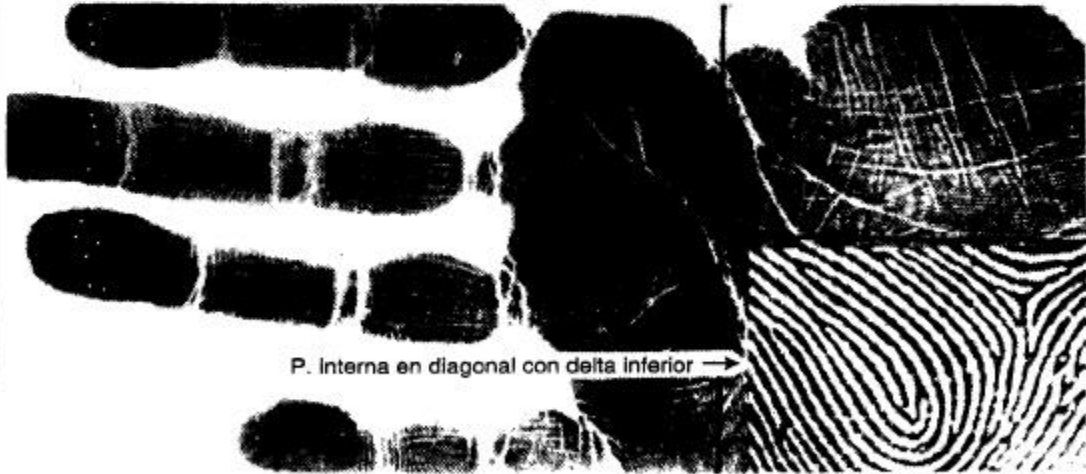 P. Interna en diagonal con delta inferior →